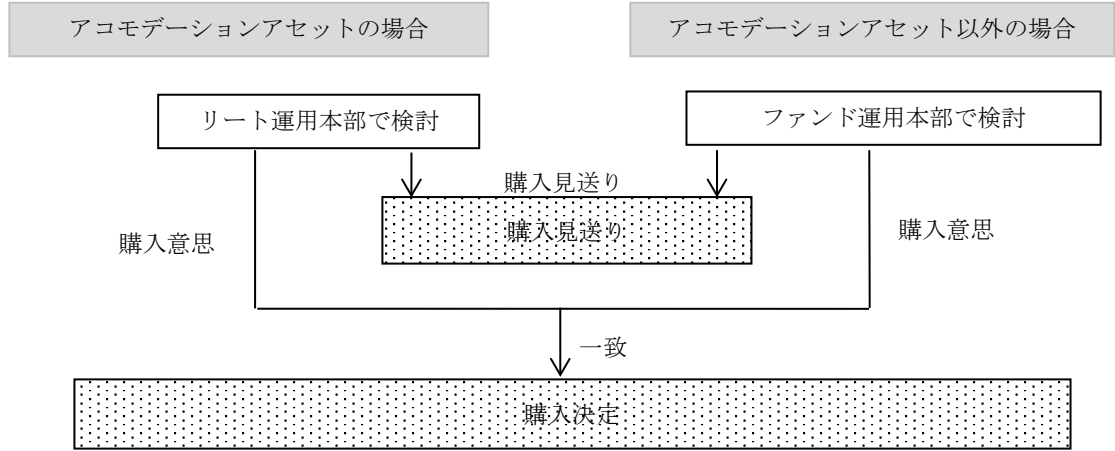 アコモデーションアセットの場合
アコモデーションアセット以外の場合
リート運用本部で検討
ファンド運用本部で検討
購入見送り
購入見送り
購入意思
購入意思
一致
購入決定